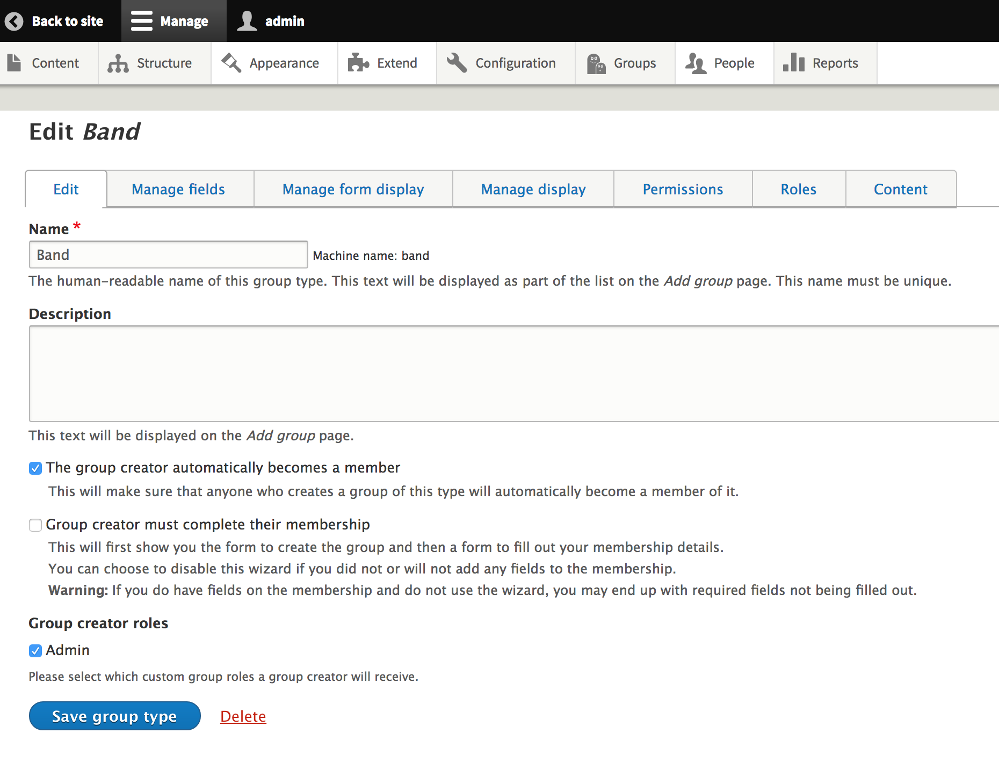 Back to site Manage admin
Content Structure Appearance Extend Configuration Groups People Reports
Edit Band
Edit Manage fields Manage form display Manage display Permissions Roles Content
Name *
Band Machine name: band
The human-readable name of this group type. This text will be displayed as part of the list on the Add group page. This name must be unique.
Description
This text will be displayed on the Add group page.
The group creator automatically becomes a member
This will make sure that anyone who creates a group of this type will automatically become a member of it.
Group creator must complete their membership
This will first show you the form to create the group and then a form to fill out your membership details.
You can choose to disable this wizard if you did not or will not add any fields to the membership.
Warning: If you do have fields on the membership and do not use the wizard, you may end up with required fields not being filled out.
Group creator roles
Admin
Please select which custom group roles a group creator will receive.
Save group type Delete